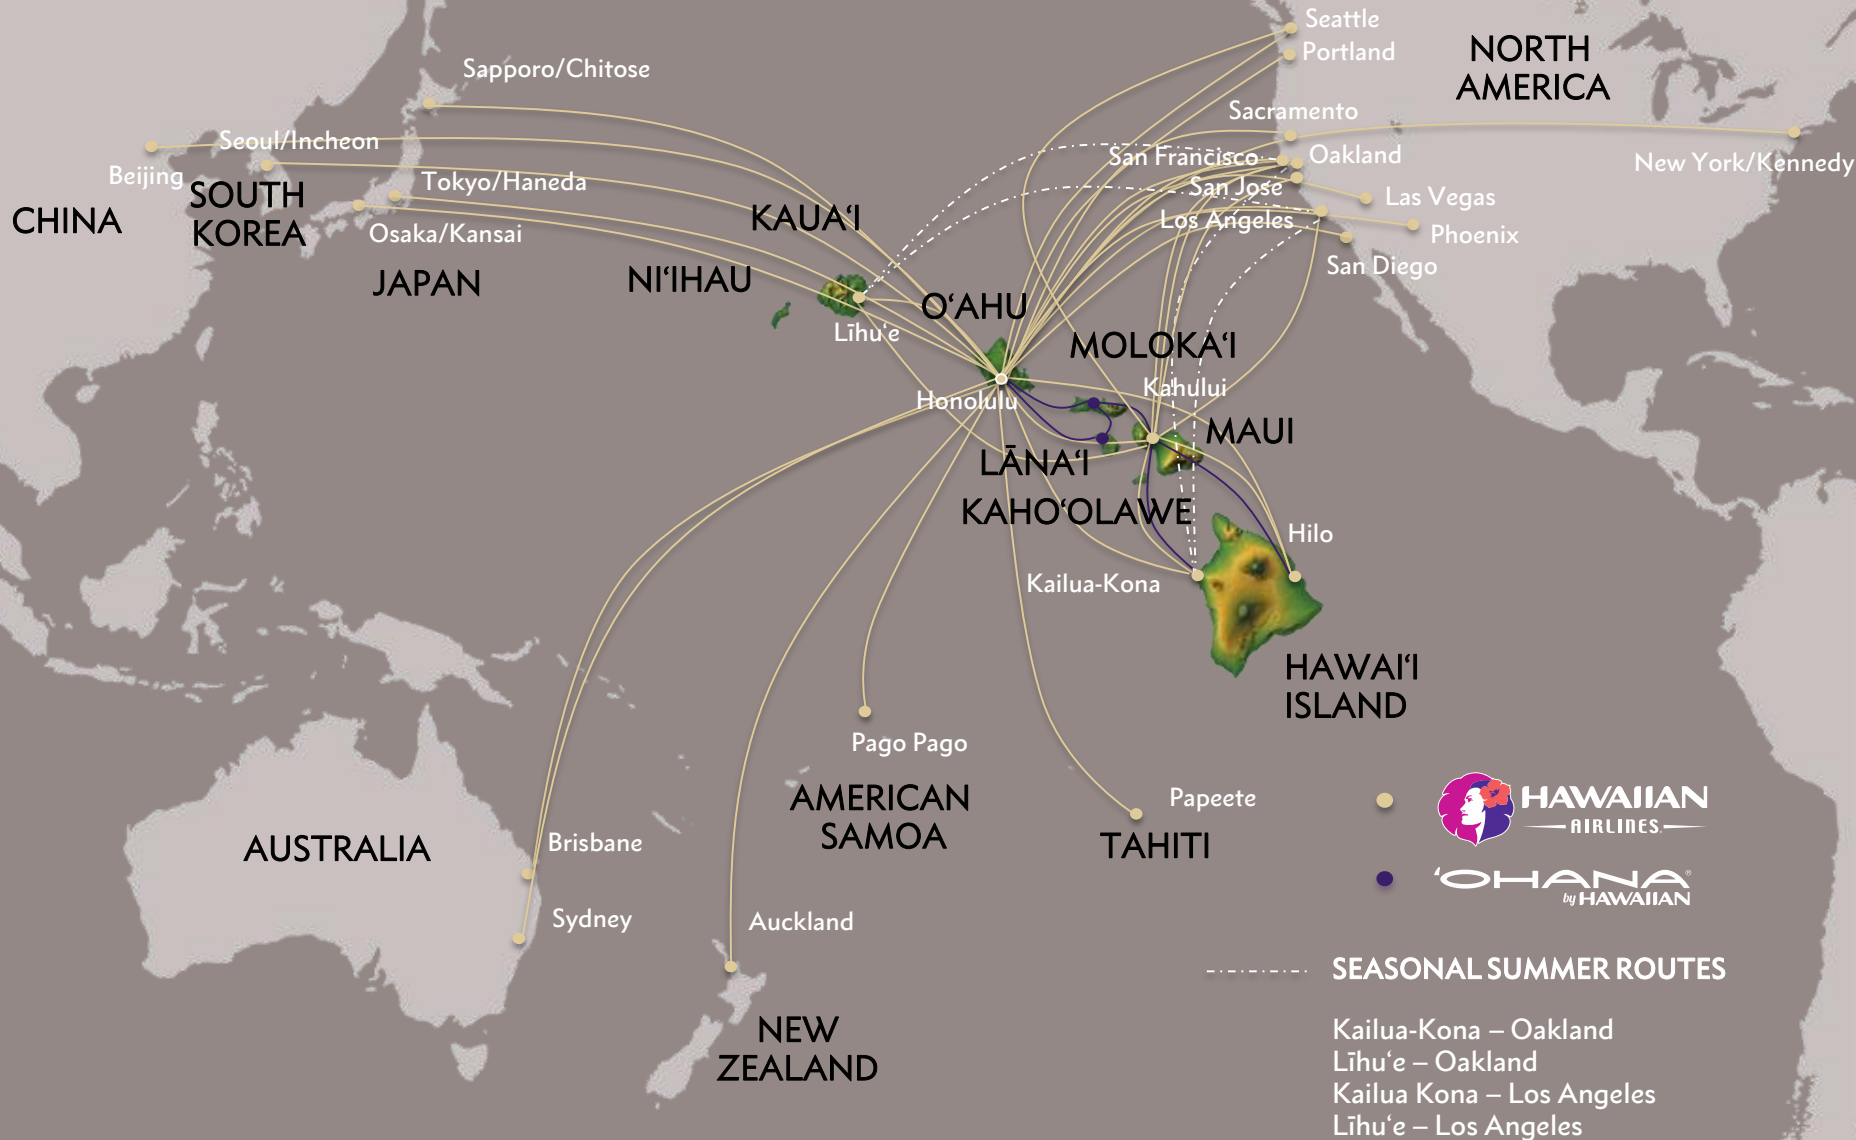 Seattle
Portland
NORTH
AMERICA
Sapporo/Chitose
Sacramento
Seoul/Incheon
San Francisco
Oakland
New York/Kennedy
Beijing
SOUTH
KOREA
Tokyo/Haneda
San Jose
Las Vegas
CHINA
KAUAʻI
Los Angeles
Phoenix
Osaka/Kansai
San Diego
JAPAN
NIʻIHAU
OʻAHU
Līhuʻe
MOLOKAʻI
Kahului
Honolulu
MAUI
LĀNAʻI
KAHOʻOLAWE
Hilo
Kailua-Kona
HAWAIʻI
ISLAND
Pago Pago
AMERICAN
SAMOA
Papeete
TAHITI
HAWAIIAN
AIRLINES.
AUSTRALIA
Brisbane
ʻOHANA®
by HAWAIIAN
Sydney
Auckland
SEASONAL SUMMER ROUTES
NEW
ZEALAND
Kailua-Kona – Oakland
Līhuʻe – Oakland
Kailua Kona – Los Angeles
Līhuʻe – Los Angeles